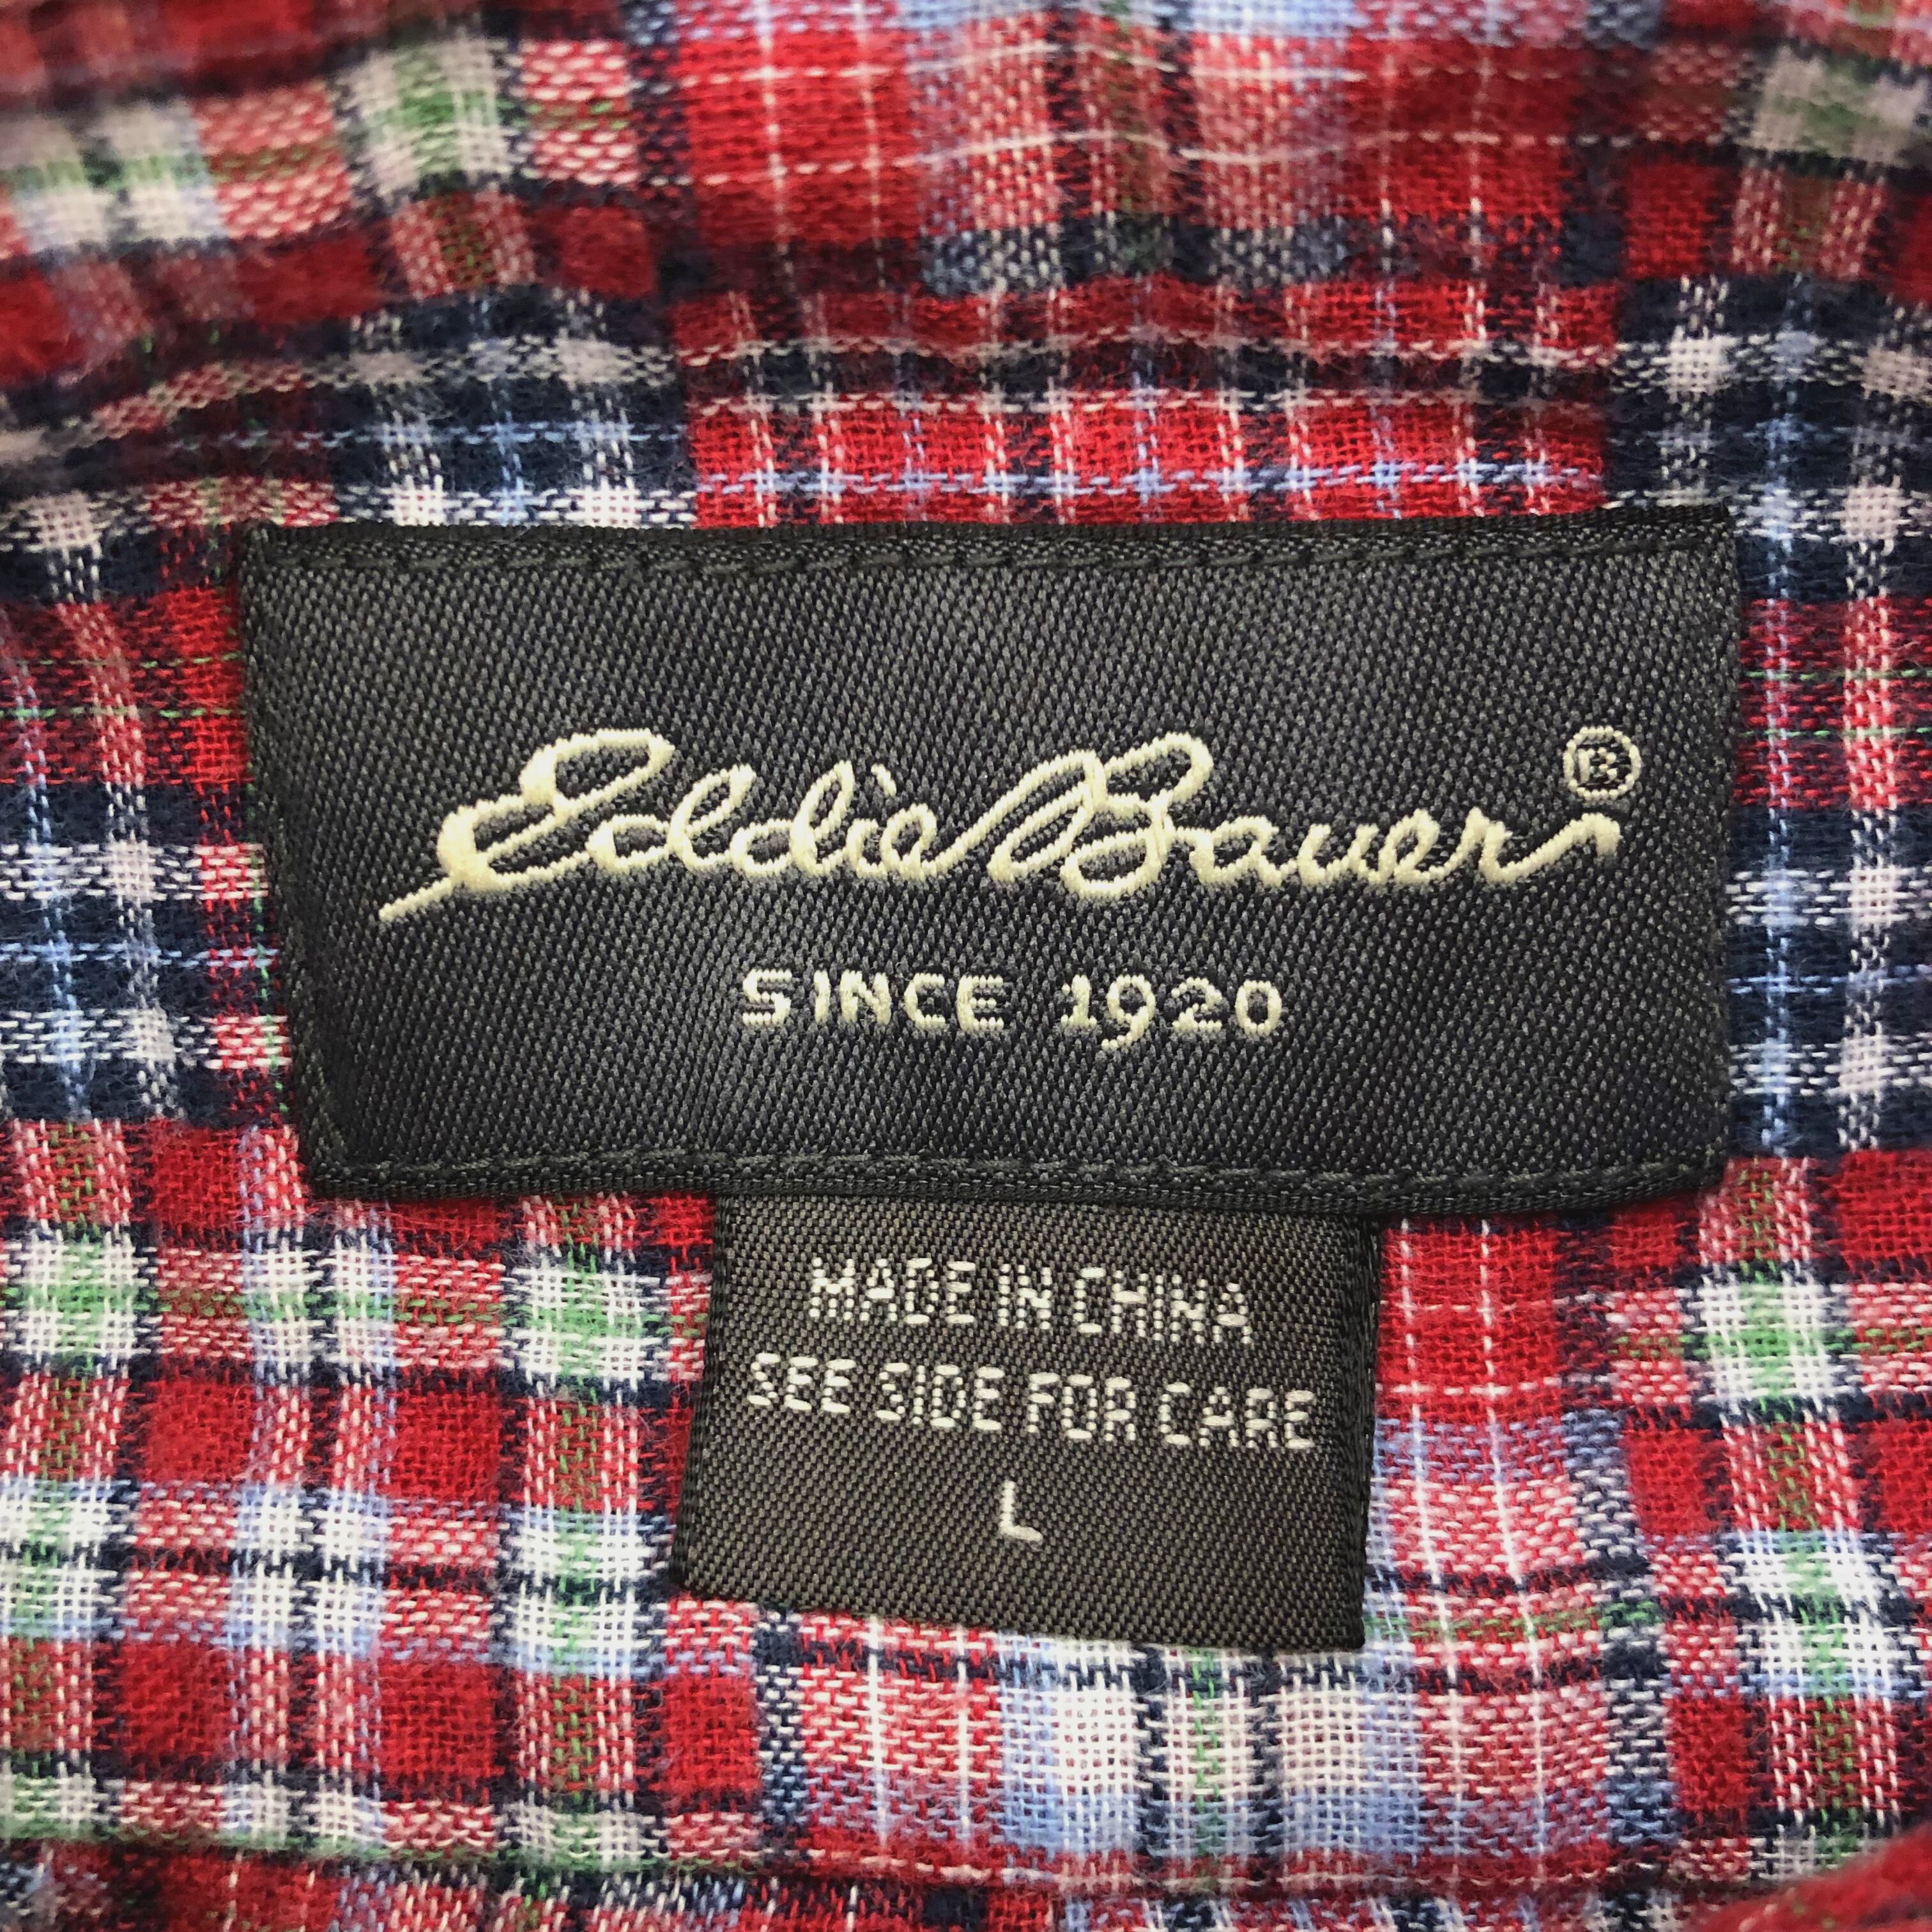 Eddie Bauer®
SINCE 1920
MADE IN CHINA
SEE SIDE FOR CARE
L